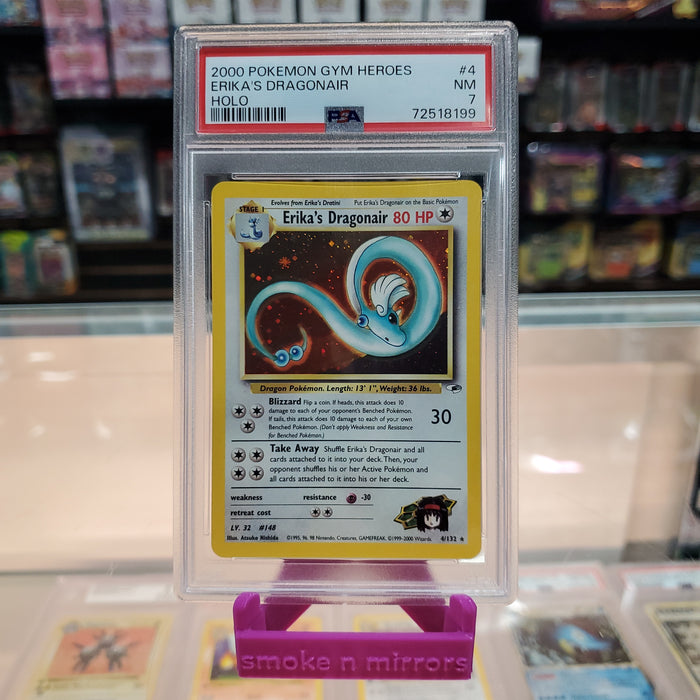 2000 POKEMON GYM HEROES #4
ERIKA'S DRAGONAIR NM
HOLO 7
PSA 72518199
STAGE 1
Evolves from Erika's Dratini Put Erika's Dragonair on the Basic Pokémon
Erika's Dragonair 80 HP
Dragon Pokémon. Length: 13' 1", Weight: 36 lbs.
Blizzard Flip a coin. If heads, this attack does 10
damage to each of your opponent's Benched Pokémon.
If tails, this attack does 10 damage to each of your own
Benched Pokémon. (Don't apply Weakness and Resistance
for Benched Pokémon.)
30
Take Away Shuffle Erika's Dragonair and all
cards attached to it into your deck. Then, your
opponent shuffles his or her Active Pokémon and
all cards attached to it into his or her deck.
weakness resistance -30
retreat cost
LV. 32 #148
Illus. Atsuko Nishida ©1995, 96, 98 Nintendo, Creatures, GAMEFREAK. ©1999-2000 Wizards. 4/132 ★
smoke n mirrors